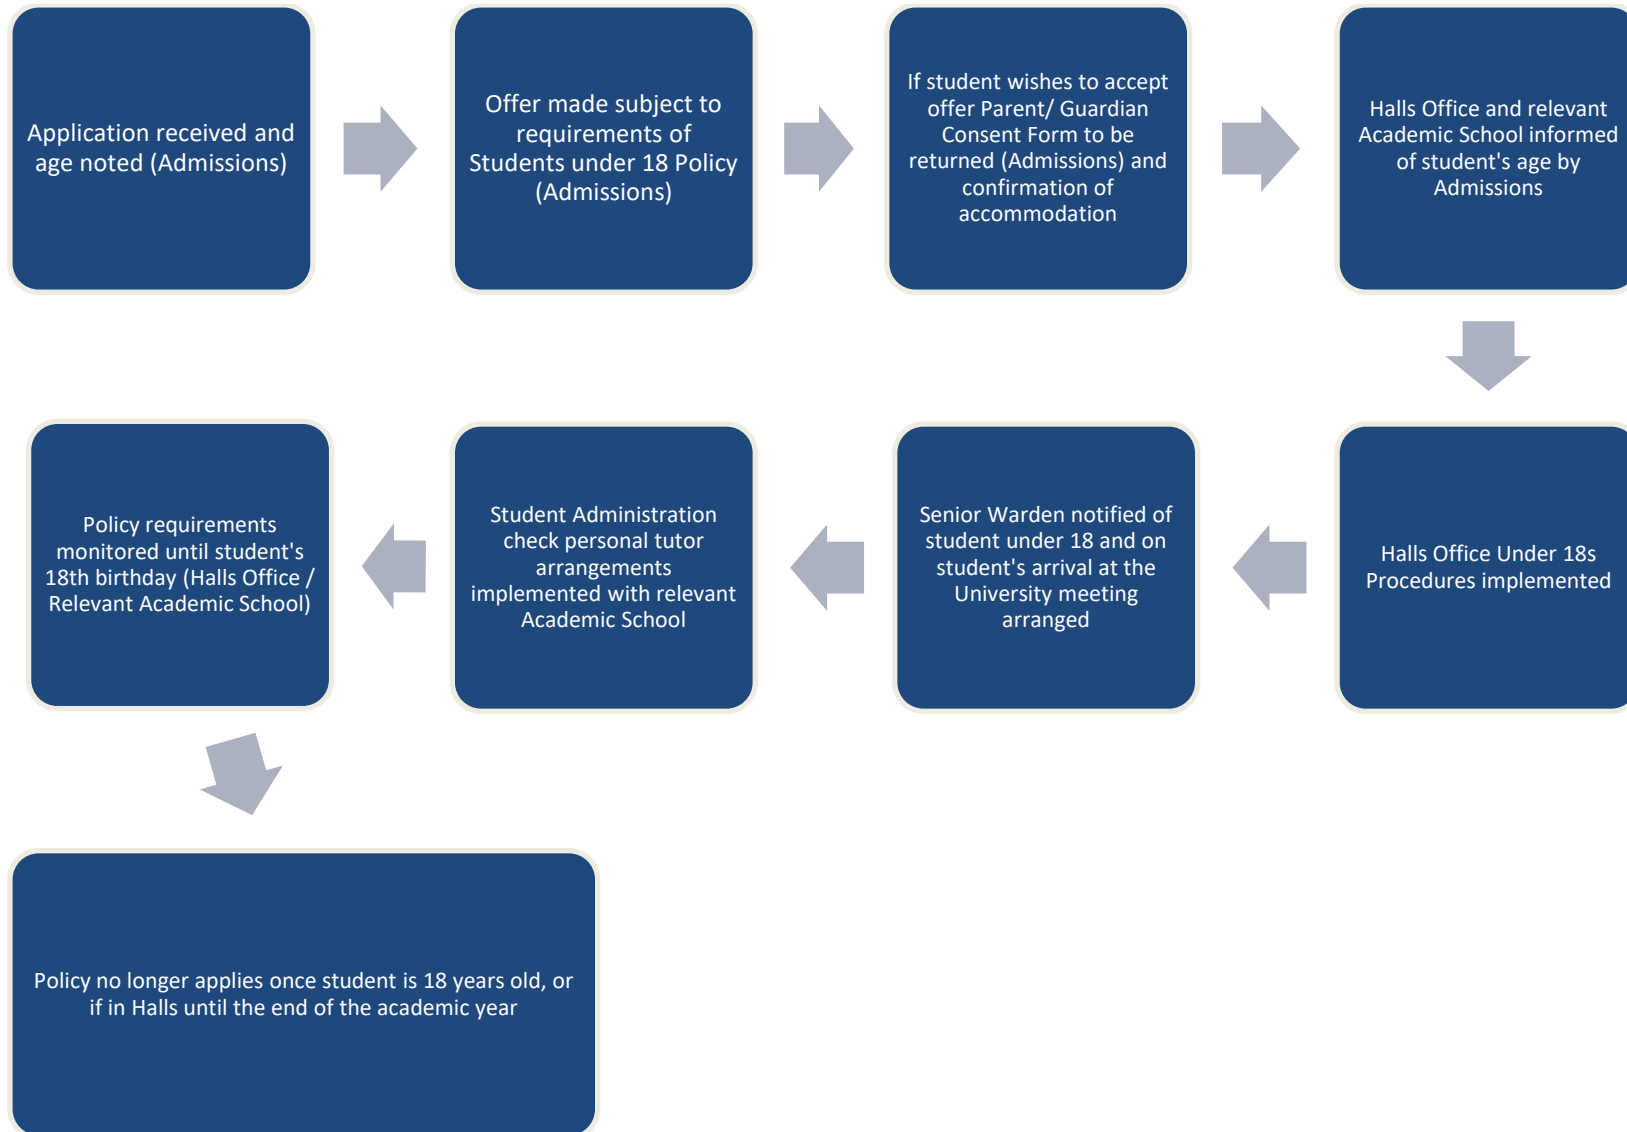 Application received and
age noted (Admissions)
Offer made subject to
requirements of
Students under 18 Policy
(Admissions)
If student wishes to accept
offer Parent/ Guardian
Consent Form to be
returned (Admissions) and
confirmation of
accommodation
Halls Office and relevant
Academic School informed
of student's age by
Admissions
Halls Office Under 18s
Procedures implemented
Senior Warden notified of
student under 18 and on
student's arrival at the
University meeting
arranged
Student Administration
check personal tutor
arrangements
implemented with relevant
Academic School
Policy requirements
monitored until student's
18th birthday (Halls Office /
Relevant Academic School)
Policy no longer applies once student is 18 years old, or
if in Halls until the end of the academic year